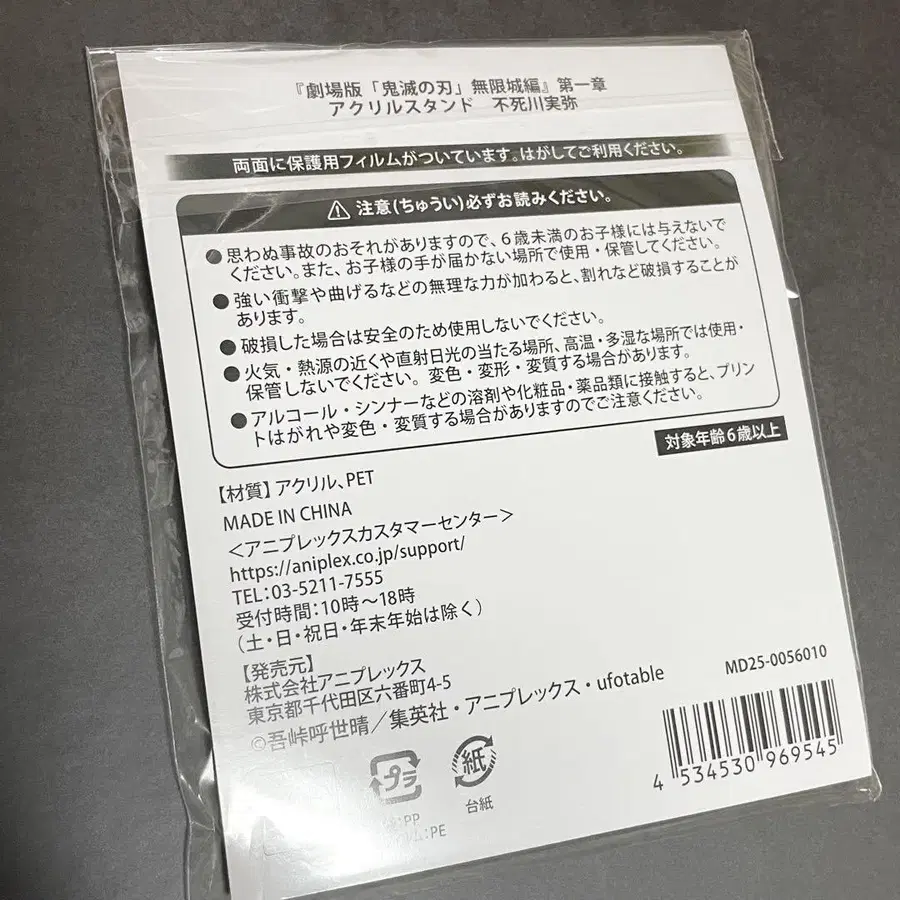 『劇場版「鬼滅の刃」無限城編』第一章
アクリルスタンド 不死川実弥
両面に保護用フィルムがついています。はがしてご利用ください。
⚠ 注意(ちゅうい)必ずお読みください。
●思わぬ事故のおそれがありますので、6歳未満のお子様には与えないで
ください。また、お子様の手が届かない場所で使用・保管してください。
●強い衝撃や曲げるなどの無理な力が加わると、割れなど破損することが
あります。
●破損した場合は安全のため使用しないでください。
●火気・熱源の近くや直射日光の当たる場所、高温・多湿な場所では使用・
保管しないでください。変色・変形・変質する場合があります。
●アルコール・シンナーなどの溶剤や化粧品・薬品類に接触すると、プリン
トはがれや変色・変質する場合がありますのでご注意ください。
対象年齢6歳以上
【材質】アクリル、PET
MADE IN CHINA
<アニプレックスカスタマーセンター>
https://aniplex.co.jp/support/
TEL:03-5211-7555
受付時間:10時~18時
(土・日・祝日・年末年始は除く)
【発売元】
株式会社アニプレックス
東京都千代田区六番町4-5
©吾峠呼世晴/集英社・アニプレックス・ufotable
MD25-0056010
4 534530 969545
プラ
紙
台紙
:PP
:PE